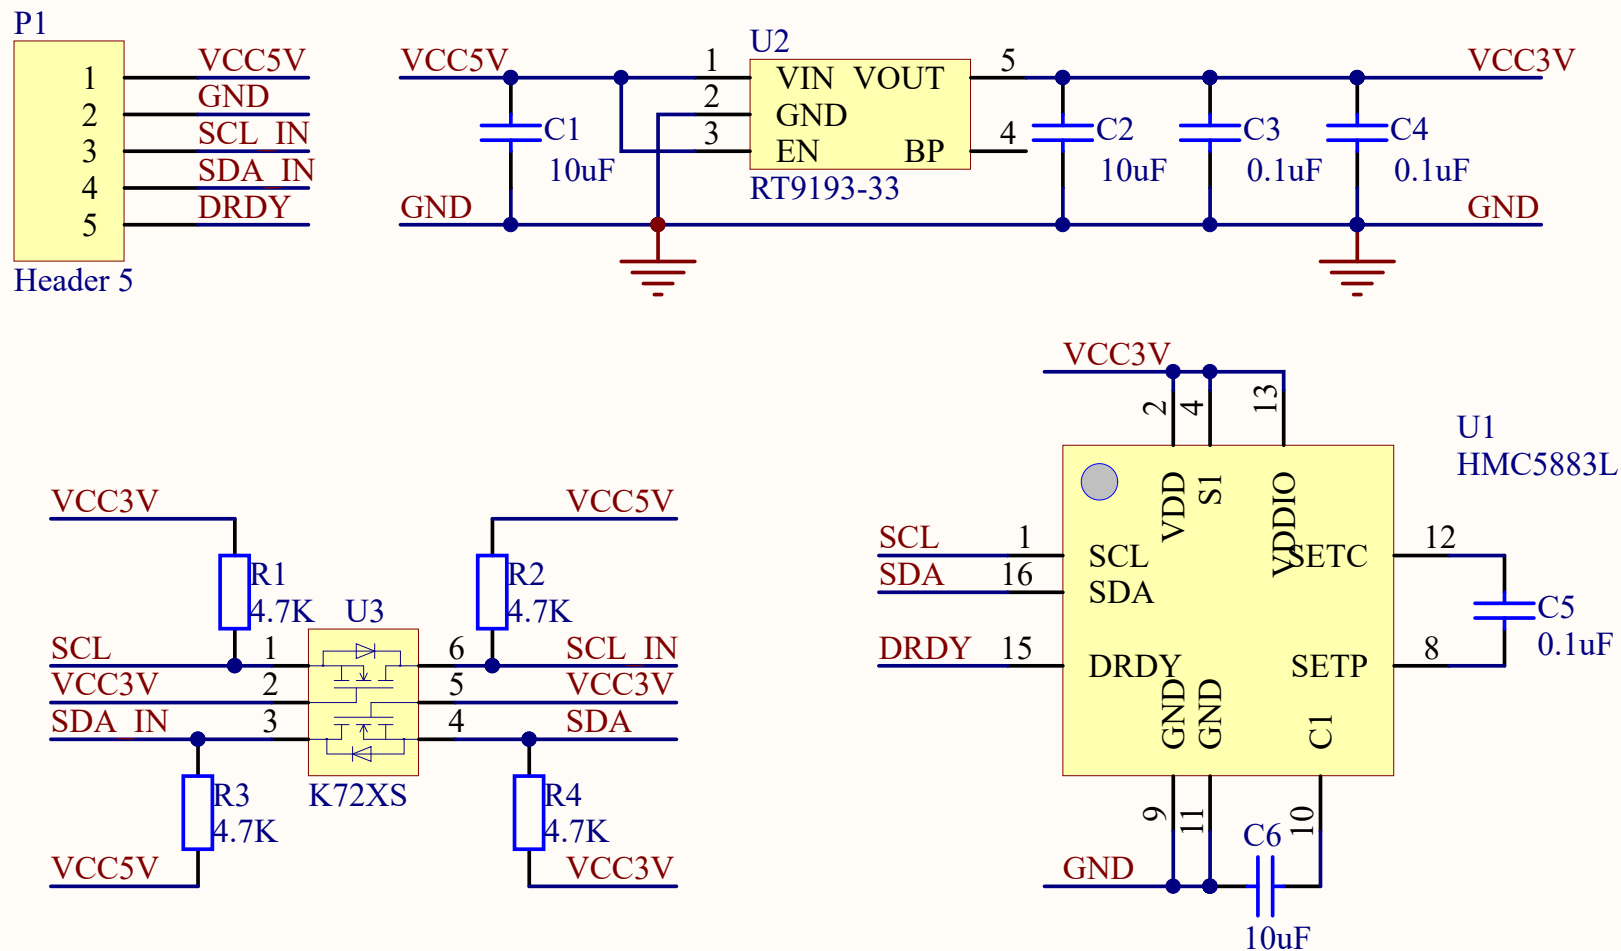 P1
1 VCC5V
2 GND
3 SCL_IN
4 SDA_IN
5 DRDY
Header 5
VCC5V
GND
C1
10uF
U2
1 VIN VOUT 5
2 GND
3 EN BP 4
RT9193-33
C2
10uF
C3
0.1uF
C4
0.1uF
VCC3V
GND
VCC3V
R1
4.7K
VCC5V
R2
4.7K
U3
SCL 1 6 SCL_IN
VCC3V 2 5 VCC3V
SDA_IN 3 4 SDA
K72XS
R3
4.7K
VCC5V
R4
4.7K
VCC3V
VCC3V
2 4 13
U1
HMC5883L
VDD S1 VDDIO
SCL 1 SCL SETC 12
SDA 16 SDA
C5
0.1uF
DRDY 15 DRDY SETP 8
GND GND C1
9 11 10
GND
C6
10uF